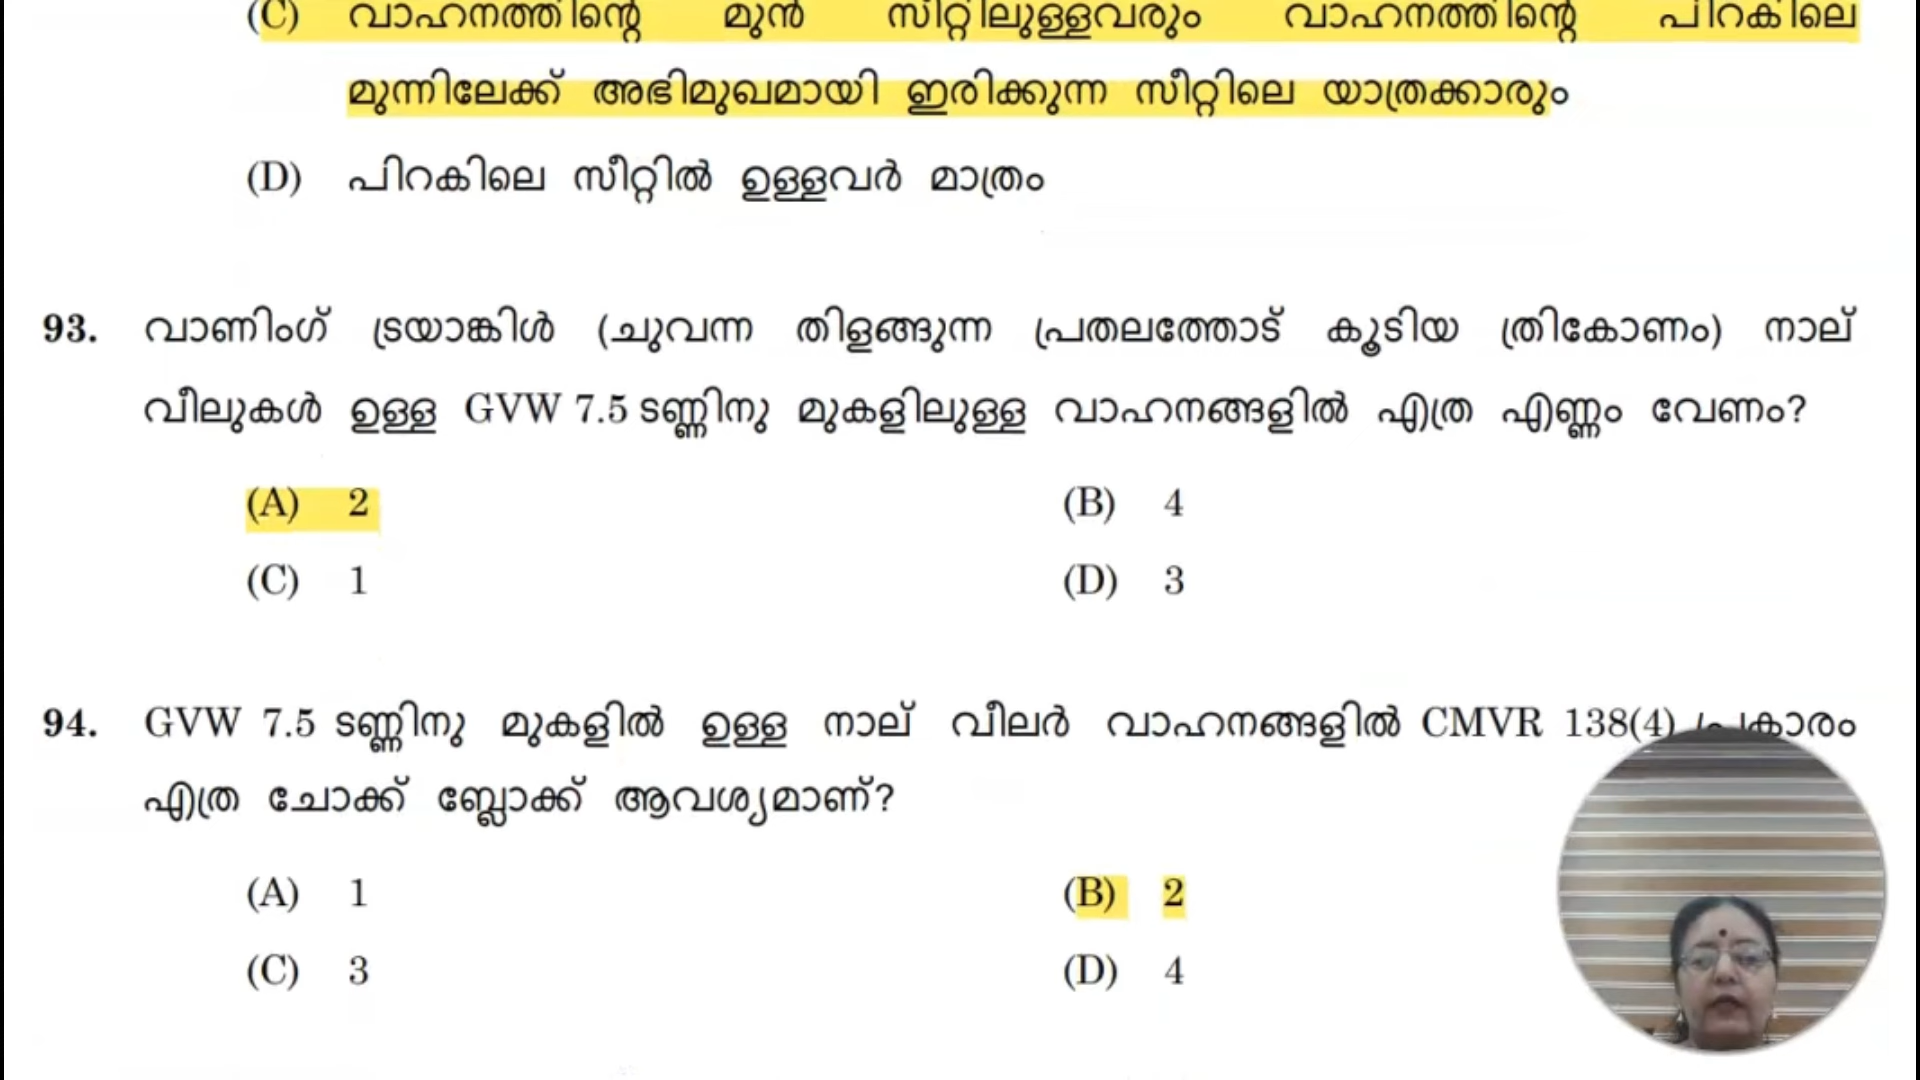 (C) വാഹനത്തിന്റെ മുൻ സീറ്റിലുള്ളവരും വാഹനത്തിന്റെ പിറകിലെ
മുന്നിലേക്ക് അഭിമുഖമായി ഇരിക്കുന്ന സീറ്റിലെ യാത്രക്കാരും
(D) പിറകിലെ സീറ്റിൽ ഉള്ളവർ മാത്രം
93. വാണിംഗ് ട്രയാങ്കിൾ (ചുവന്ന തിളങ്ങുന്ന പ്രതലത്തോട് കൂടിയ ത്രികോണം) നാല്
വീലുകൾ ഉള്ള GVW 7.5 ടണ്ണിനു മുകളിലുള്ള വാഹനങ്ങളിൽ എത്ര എണ്ണം വേണം?
(A) 2 (B) 4
(C) 1 (D) 3
94. GVW 7.5 ടണ്ണിനു മുകളിൽ ഉള്ള നാല് വീലർ വാഹനങ്ങളിൽ CMVR 138(4) പ്രകാരം
എത്ര ചോക്ക് ബ്ലോക്ക് ആവശ്യമാണ്?
(A) 1 (B) 2
(C) 3 (D) 4